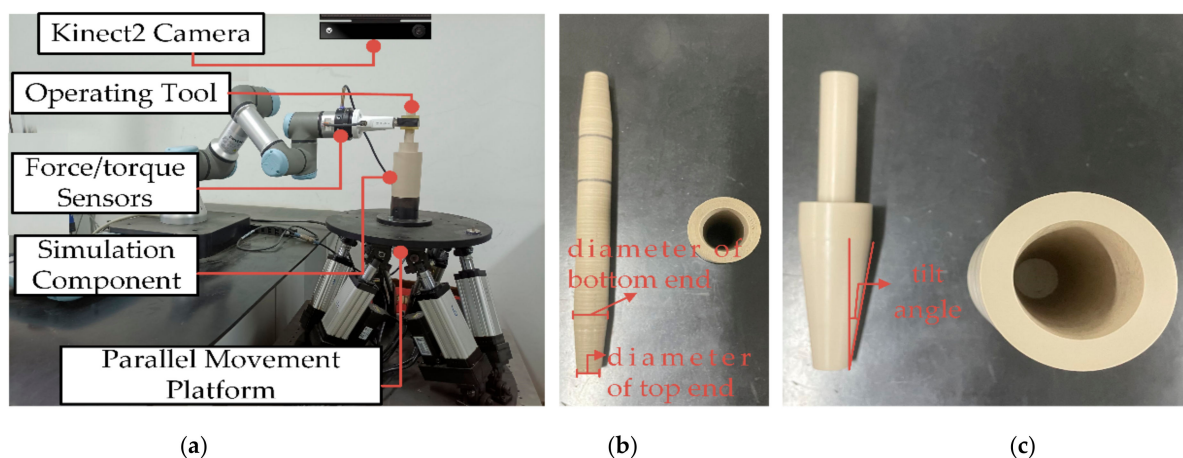 Kinect2 Camera
Operating Tool
Force/torque
Sensors
Simulation
Component
Parallel Movement
Platform
diameter of
bottom end
diameter
of top end
tilt
angle
(a)
(b)
(c)